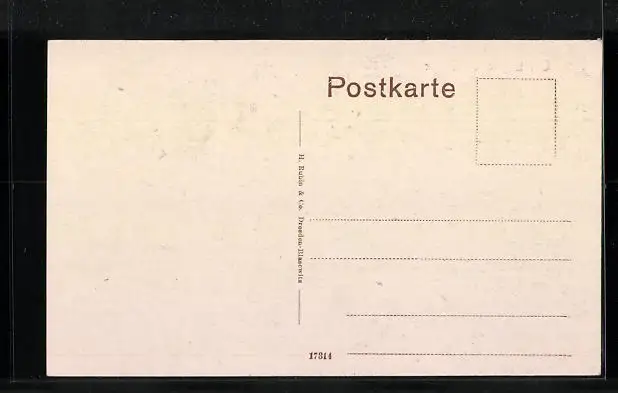 Postkarte
H. Rubin & Co. Dresden-Blasewitz
17314